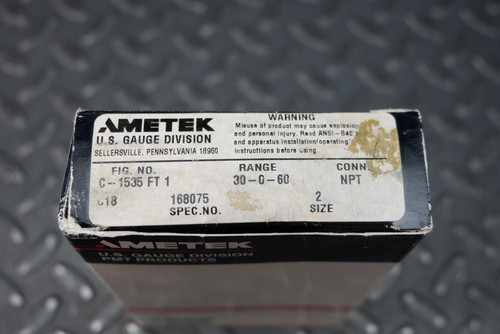 AMETEK
U.S. GAUGE DIVISION
SELLERSVILLE, PENNSYLVANIA 18960
WARNING
Misuse of product may cause explosion
and personal injury. Read ANSI-B40
and apparatus installation/operating
instructions before using.
FIG. NO. RANGE CONN
C-1535 FT 1 30-0-60 NPT
168075 2
SPEC.NO. SIZE
AMETEK
U.S. GAUGE DIVISION
PMT PRODUCTS